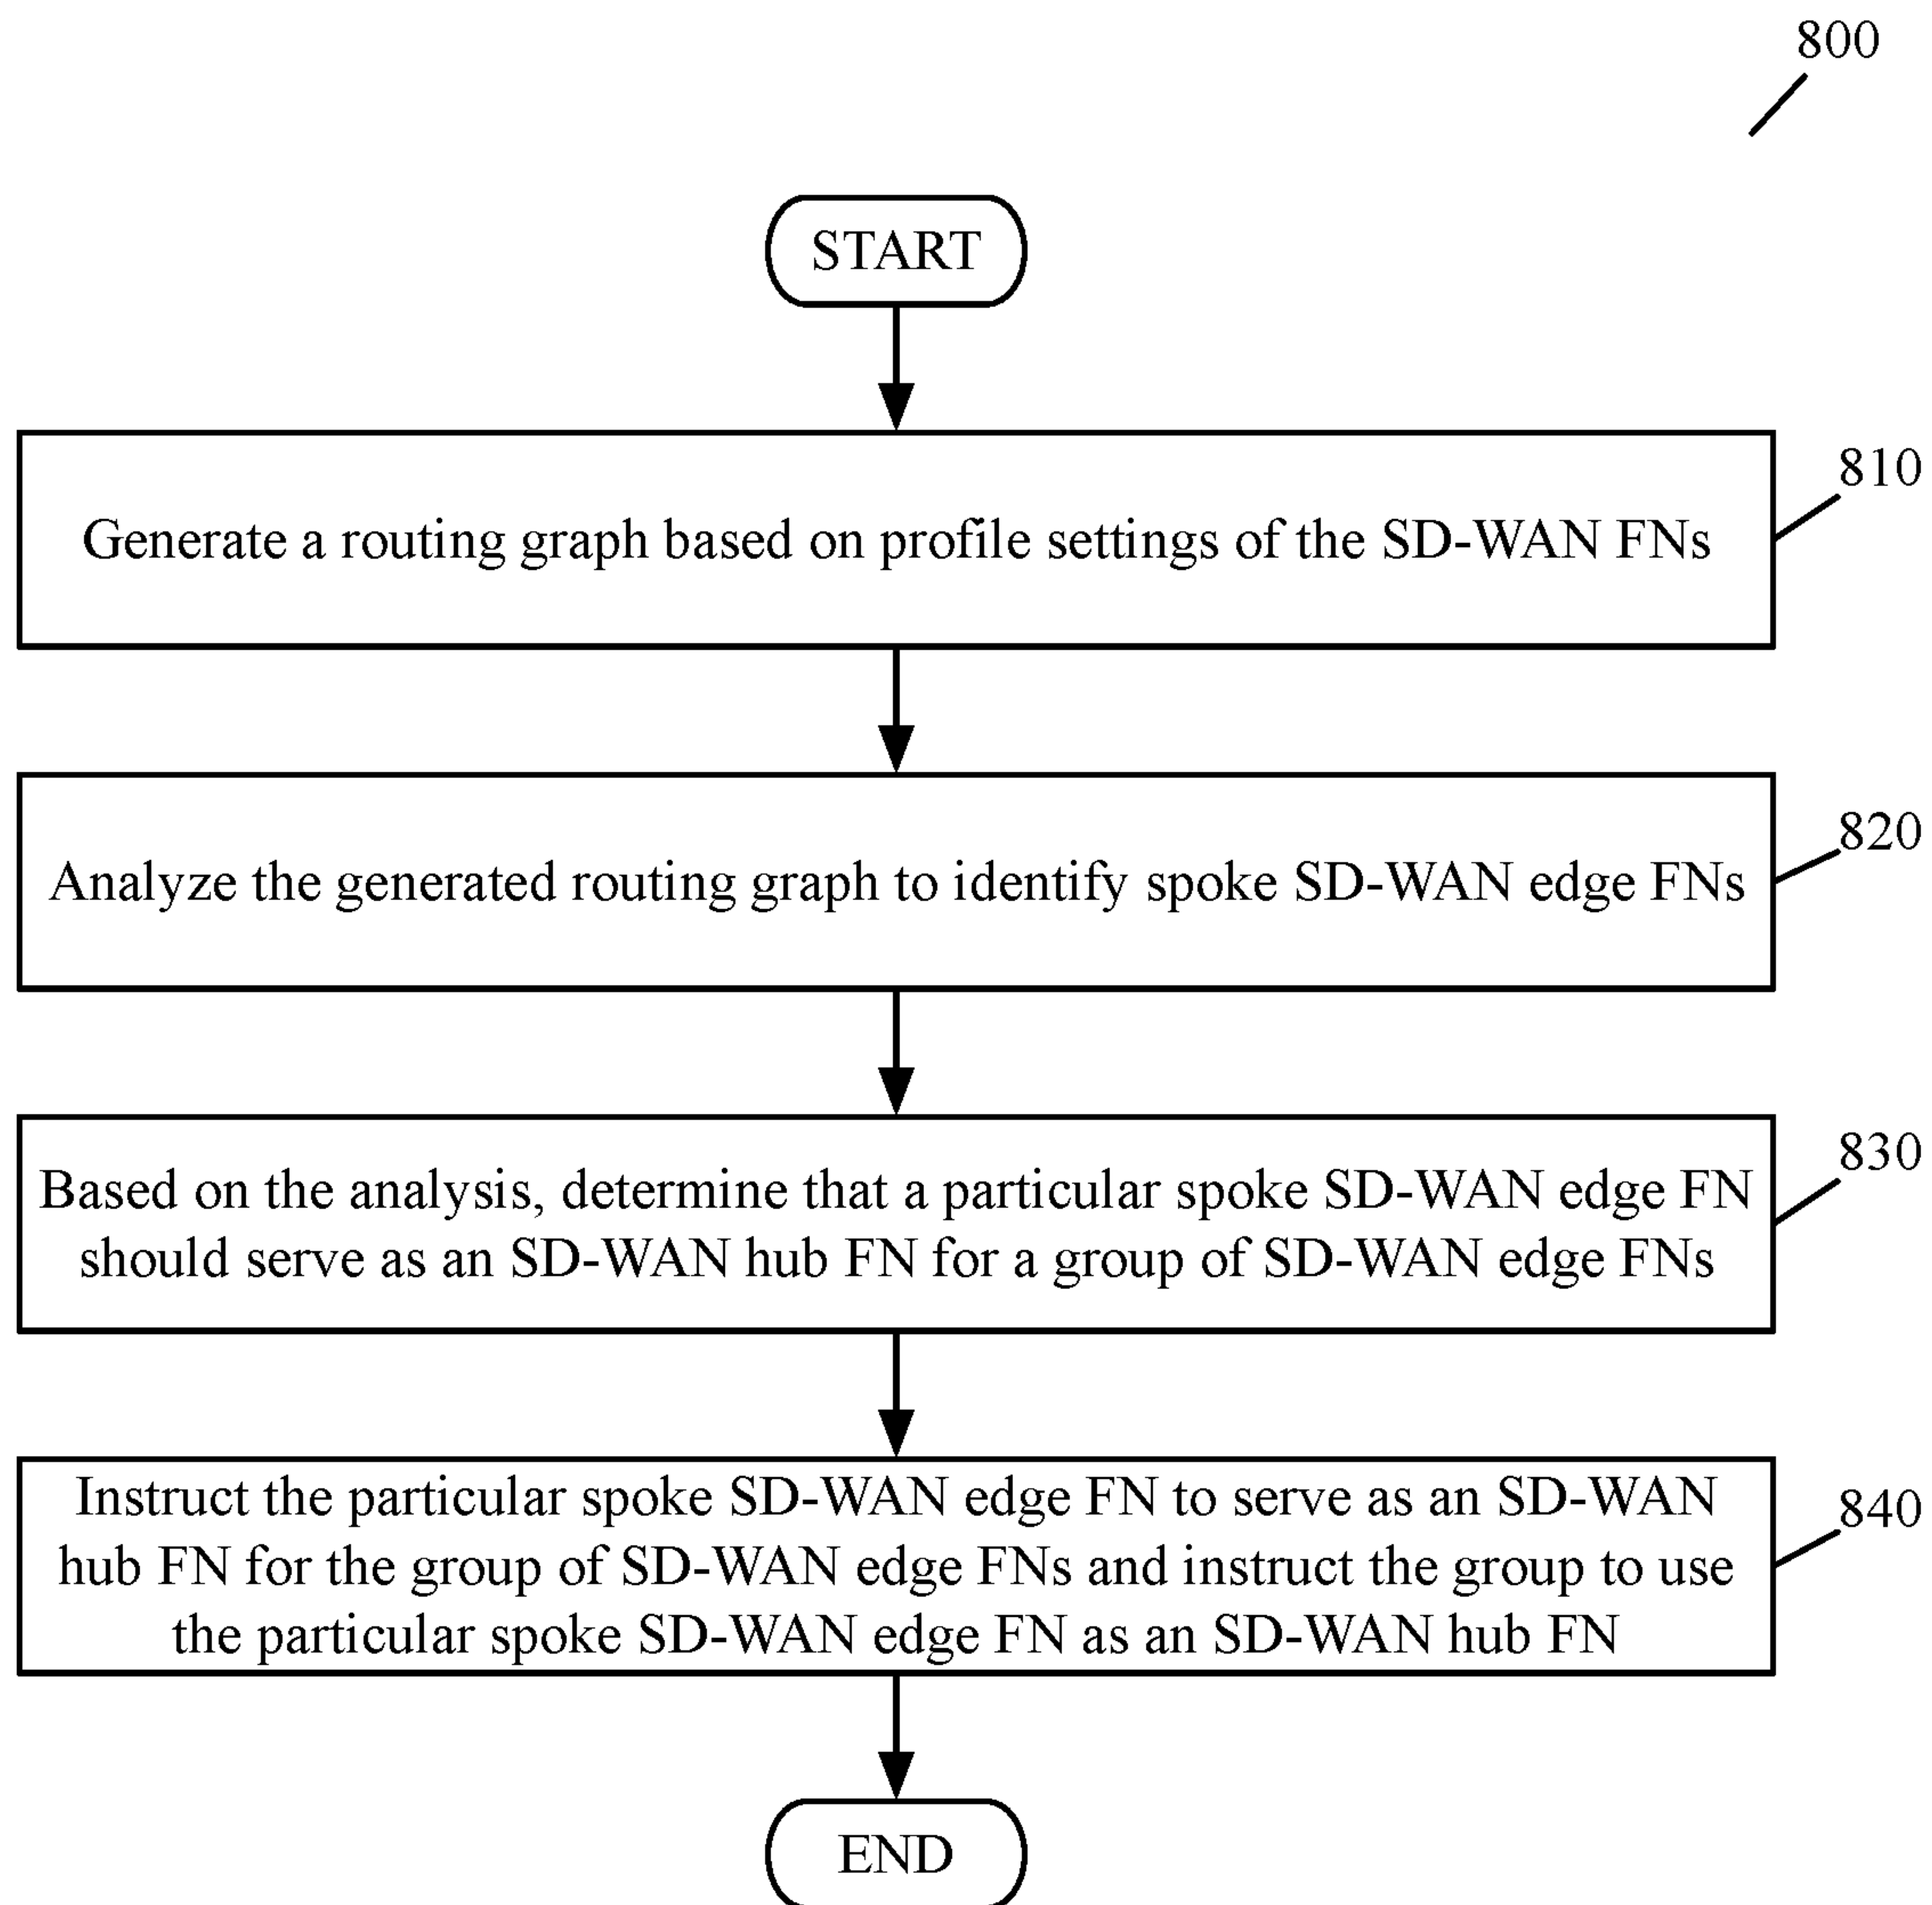 800
START
810
Generate a routing graph based on profile settings of the SD-WAN FNs
820
Analyze the generated routing graph to identify spoke SD-WAN edge FNs
830
Based on the analysis, determine that a particular spoke SD-WAN edge FN
should serve as an SD-WAN hub FN for a group of SD-WAN edge FNs
840
Instruct the particular spoke SD-WAN edge FN to serve as an SD-WAN
hub FN for the group of SD-WAN edge FNs and instruct the group to use
the particular spoke SD-WAN edge FN as an SD-WAN hub FN
END